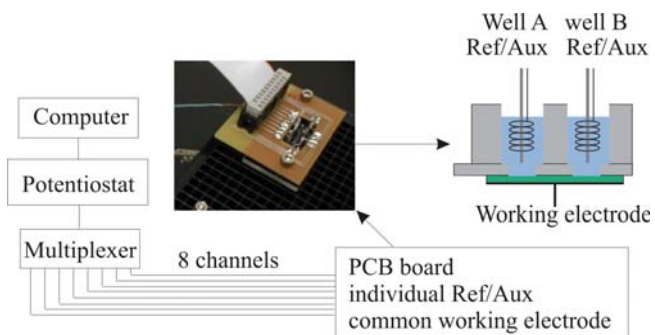 Well A well B
Ref/Aux Ref/Aux
Computer
Potentiostat
Working electrode
Multiplexer
8 channels
PCB board
individual Ref/Aux
common working electrode